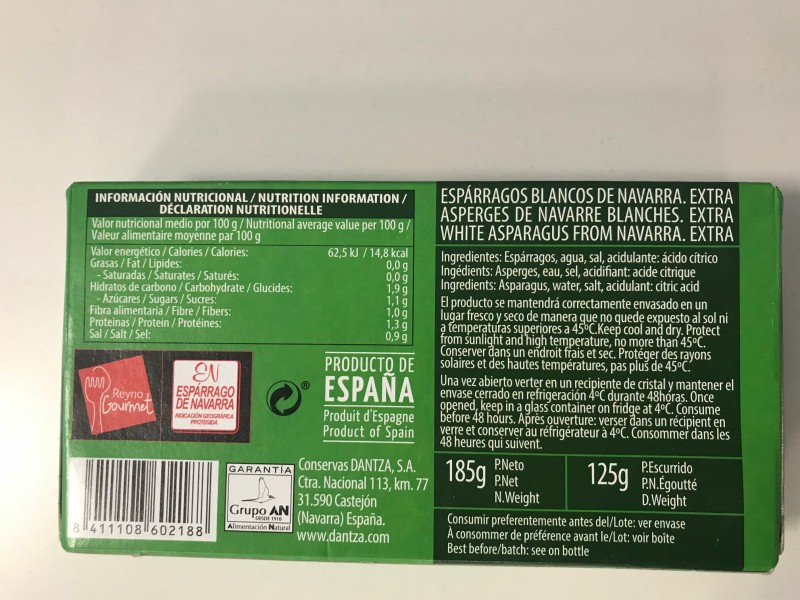 INFORMACIÓN NUTRICIONAL / NUTRITION INFORMATION /
DÉCLARATION NUTRITIONELLE
Valor nutricional medio por 100 g / Nutritional average value per 100 g /
Valeur alimentaire moyenne par 100 g
Valor energético / Calories / Calories: 62,5 kJ / 14,8 kcal
Grasas / Fat / Lipides: 0,0 g
- Saturadas / Saturates / Saturés: 0,0 g
Hidratos de carbono / Carbohydrate / Glucides: 1,9 g
- Azúcares / Sugars / Sucres: 1,1 g
Fibra alimentaria / Fibre / Fibers: 1,0 g
Proteinas / Protein / Protéines: 1,3 g
Sal / Salt / Sel: 0,9 g
Reyno
Gourmet
EN
ESPÁRRAGO
DE NAVARRA
INDICACIÓN GEOGRÁFICA
PROTEGIDA
®
PRODUCTO DE
ESPAÑA
Produit d'Espagne
Product of Spain
8 411108 602188
GARANTÍA
Grupo AN
DESDE 1910
Alimentación Natural
Conservas DANTZA, S.A.
Ctra. Nacional 113, km. 77
31.590 Castejón
(Navarra) España.
www.dantza.com
ESPÁRRAGOS BLANCOS DE NAVARRA. EXTRA
ASPERGES DE NAVARRE BLANCHES. EXTRA
WHITE ASPARAGUS FROM NAVARRA. EXTRA
Ingredientes: Espárragos, agua, sal, acidulante: ácido cítrico
Ingédients: Asperges, eau, sel, acidifiant: acide citrique
Ingredients: Asparagus, water, salt, acidulant: citric acid
El producto se mantendrá correctamente envasado en un
lugar fresco y seco de manera que no quede expuesto al sol ni
a temperaturas superiores a 45ºC.Keep cool and dry. Protect
from sunlight and high temperature, no more than 45ºC.
Conserver dans un endroit frais et sec. Protéger des rayons
solaires et des hautes températures, pas plus de 45ºC.
Una vez abierto verter en un recipiente de cristal y mantener el
envase cerrado en refrigeración 4ºC durante 48horas. Once
opened, keep in a glass container on fridge at 4ºC. Consume
before 48 hours. Après ouverture: verser dans un récipient en
verre et conserver au réfrigérateur à 4ºC. Consommer dans les
48 heures qui suivent.
185g P.Neto
P.Net
N.Weight
125g P.Escurrido
P.N.Égoutté
D.Weight
Consumir preferentemente antes del/Lote: ver envase
À consommer de préférence avant le/Lot: voir boîte
Best before/batch: see on bottle